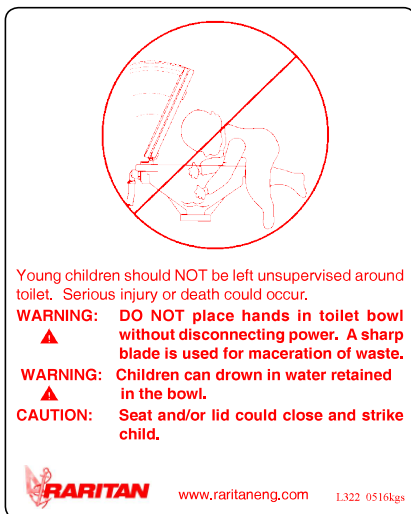 Young children should NOT be left unsupervised around
toilet. Serious injury or death could occur.
WARNING: DO NOT place hands in toilet bowl
without disconnecting power. A sharp
blade is used for maceration of waste.
WARNING: Children can drown in water retained
in the bowl.
CAUTION: Seat and/or lid could close and strike
child.
RARITAN www.raritaneng.com L322 0516kgs